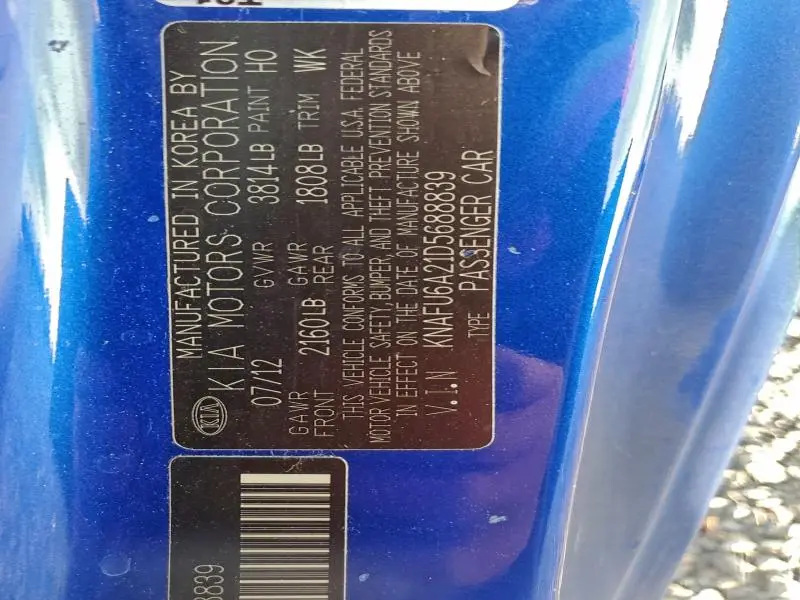 MANUFACTURED IN KOREA BY
KIA KIA MOTORS CORPORATION
07/12 GVWR 3814LB PAINT HO
GAWR FRONT 2160LB GAWR REAR 1808LB TRIM WK
THIS VEHICLE CONFORMS TO ALL APPLICABLE U.S.A. FEDERAL
MOTOR VEHICLE SAFETY, BUMPER, AND THEFT PREVENTION STANDARDS
IN EFFECT ON THE DATE OF MANUFACTURE SHOWN ABOVE
V.I.N KNAFU6A21D5688839
TYPE PASSENGER CAR
8839